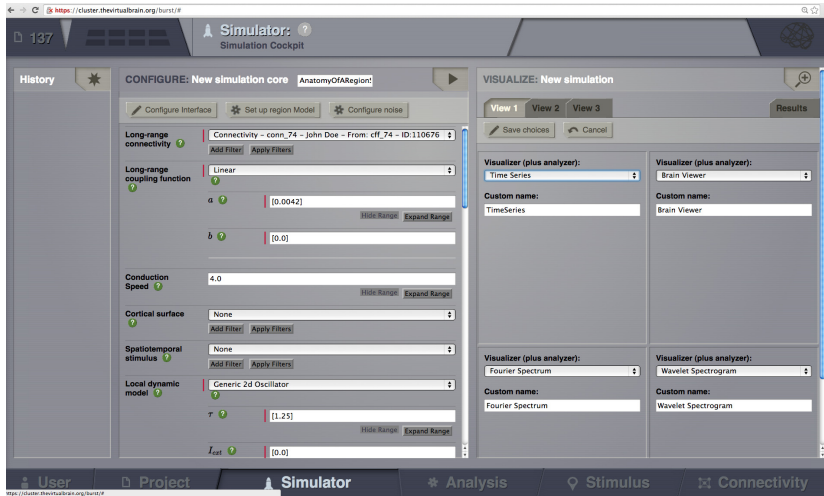 https://cluster.thevirtualbrain.org/burst/#
137
Simulator:
Simulation Cockpit
History
CONFIGURE: New simulation core AnatomyOfARegion!
Configure Interface
Set up region Model
Configure noise
Long-range connectivity
Connectivity - conn_74 - John Doe - From: cff_74 - ID:110676
Add Filter Apply Filters
Long-range coupling function
Linear
a [0.0042]
Hide Range Expand Range
b [0.0]
Conduction Speed
4.0
Hide Range Expand Range
Cortical surface
None
Add Filter Apply Filters
Spatiotemporal stimulus
None
Add Filter Apply Filters
Local dynamic model
Generic 2d Oscillator
τ [1.25]
Hide Range Expand Range
I_ext [0.0]
VISUALIZE: New simulation
View 1 View 2 View 3 Results
Save choices Cancel
Visualizer (plus analyzer):
Time Series
Custom name:
TimeSeries
Visualizer (plus analyzer):
Brain Viewer
Custom name:
Brain Viewer
Visualizer (plus analyzer):
Fourier Spectrum
Custom name:
Fourier Spectrum
Visualizer (plus analyzer):
Wavelet Spectrogram
Custom name:
Wavelet Spectrogram
User Project Simulator Analysis Stimulus Connectivity
https://cluster.thevirtualbrain.org/burst/#